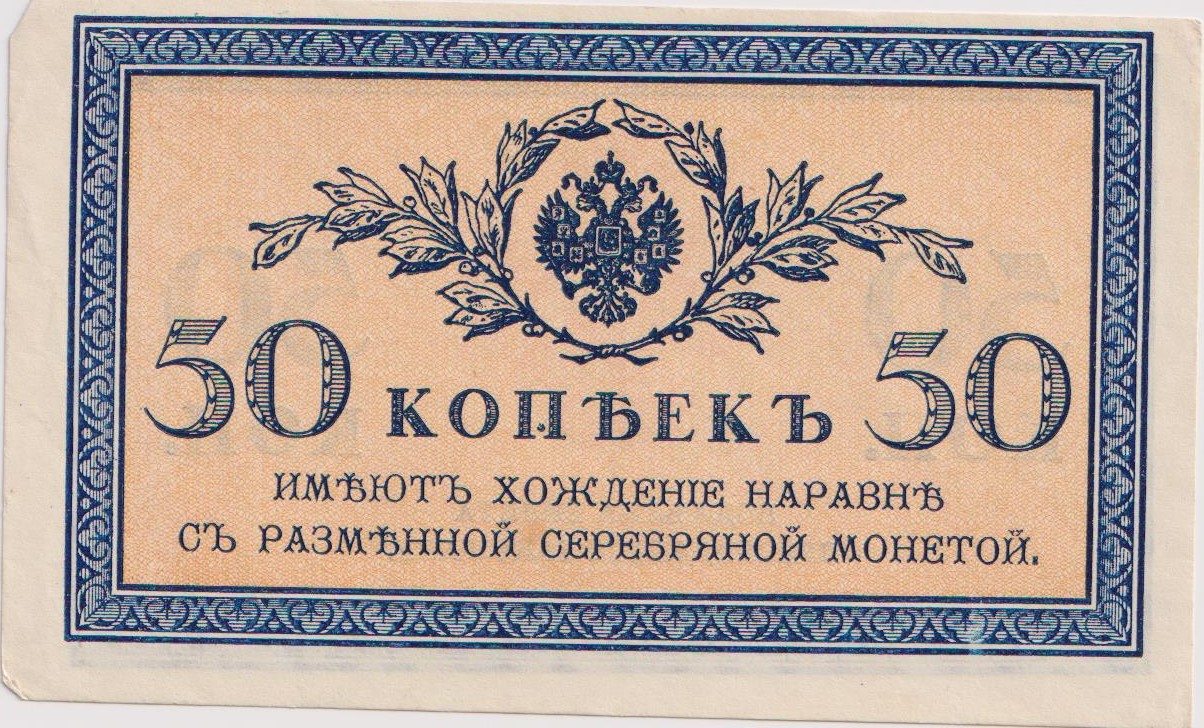 50 КОПѢЕКЪ 50
ИМѢЮТЪ ХОЖДЕНІЕ НАРАВНѢ
СЪ РАЗМѢННОЙ СЕРЕБРЯНОЙ МОНЕТОЙ.